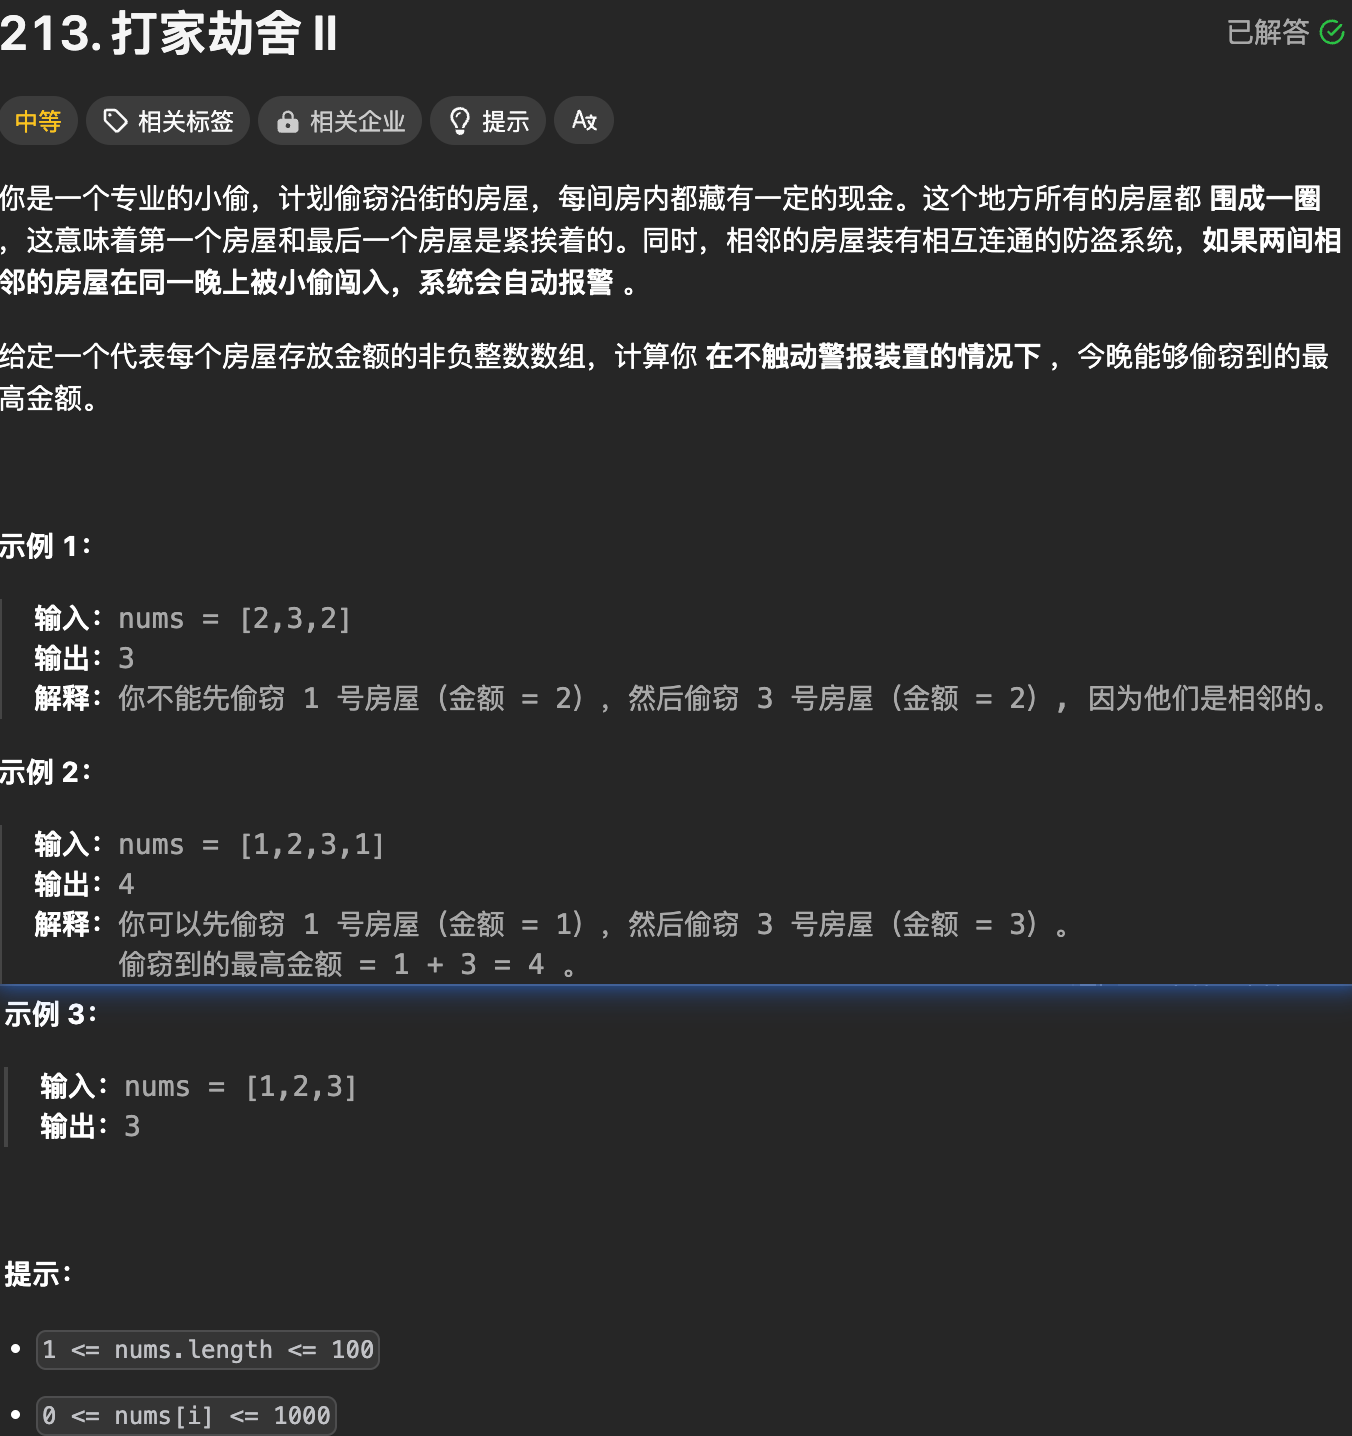 213. 打家劫舍 II
已解答
中等
相关标签
相关企业
提示
你是一个专业的小偷，计划偷窃沿街的房屋，每间房内都藏有一定的现金。这个地方所有的房屋都 围成一圈
，这意味着第一个房屋和最后一个房屋是紧挨着的。同时，相邻的房屋装有相互连通的防盗系统，如果两间相
邻的房屋在同一晚上被小偷闯入，系统会自动报警 。
给定一个代表每个房屋存放金额的非负整数数组，计算你 在不触动警报装置的情况下 ，今晚能够偷窃到的最
高金额。
示例 1：
输入：nums = [2,3,2]
输出：3
解释：你不能先偷窃 1 号房屋（金额 = 2），然后偷窃 3 号房屋（金额 = 2）, 因为他们是相邻的。
示例 2：
输入：nums = [1,2,3,1]
输出：4
解释：你可以先偷窃 1 号房屋（金额 = 1），然后偷窃 3 号房屋（金额 = 3）。
偷窃到的最高金额 = 1 + 3 = 4 。
示例 3：
输入：nums = [1,2,3]
输出：3
提示：
• 1 <= nums.length <= 100
• 0 <= nums[i] <= 1000